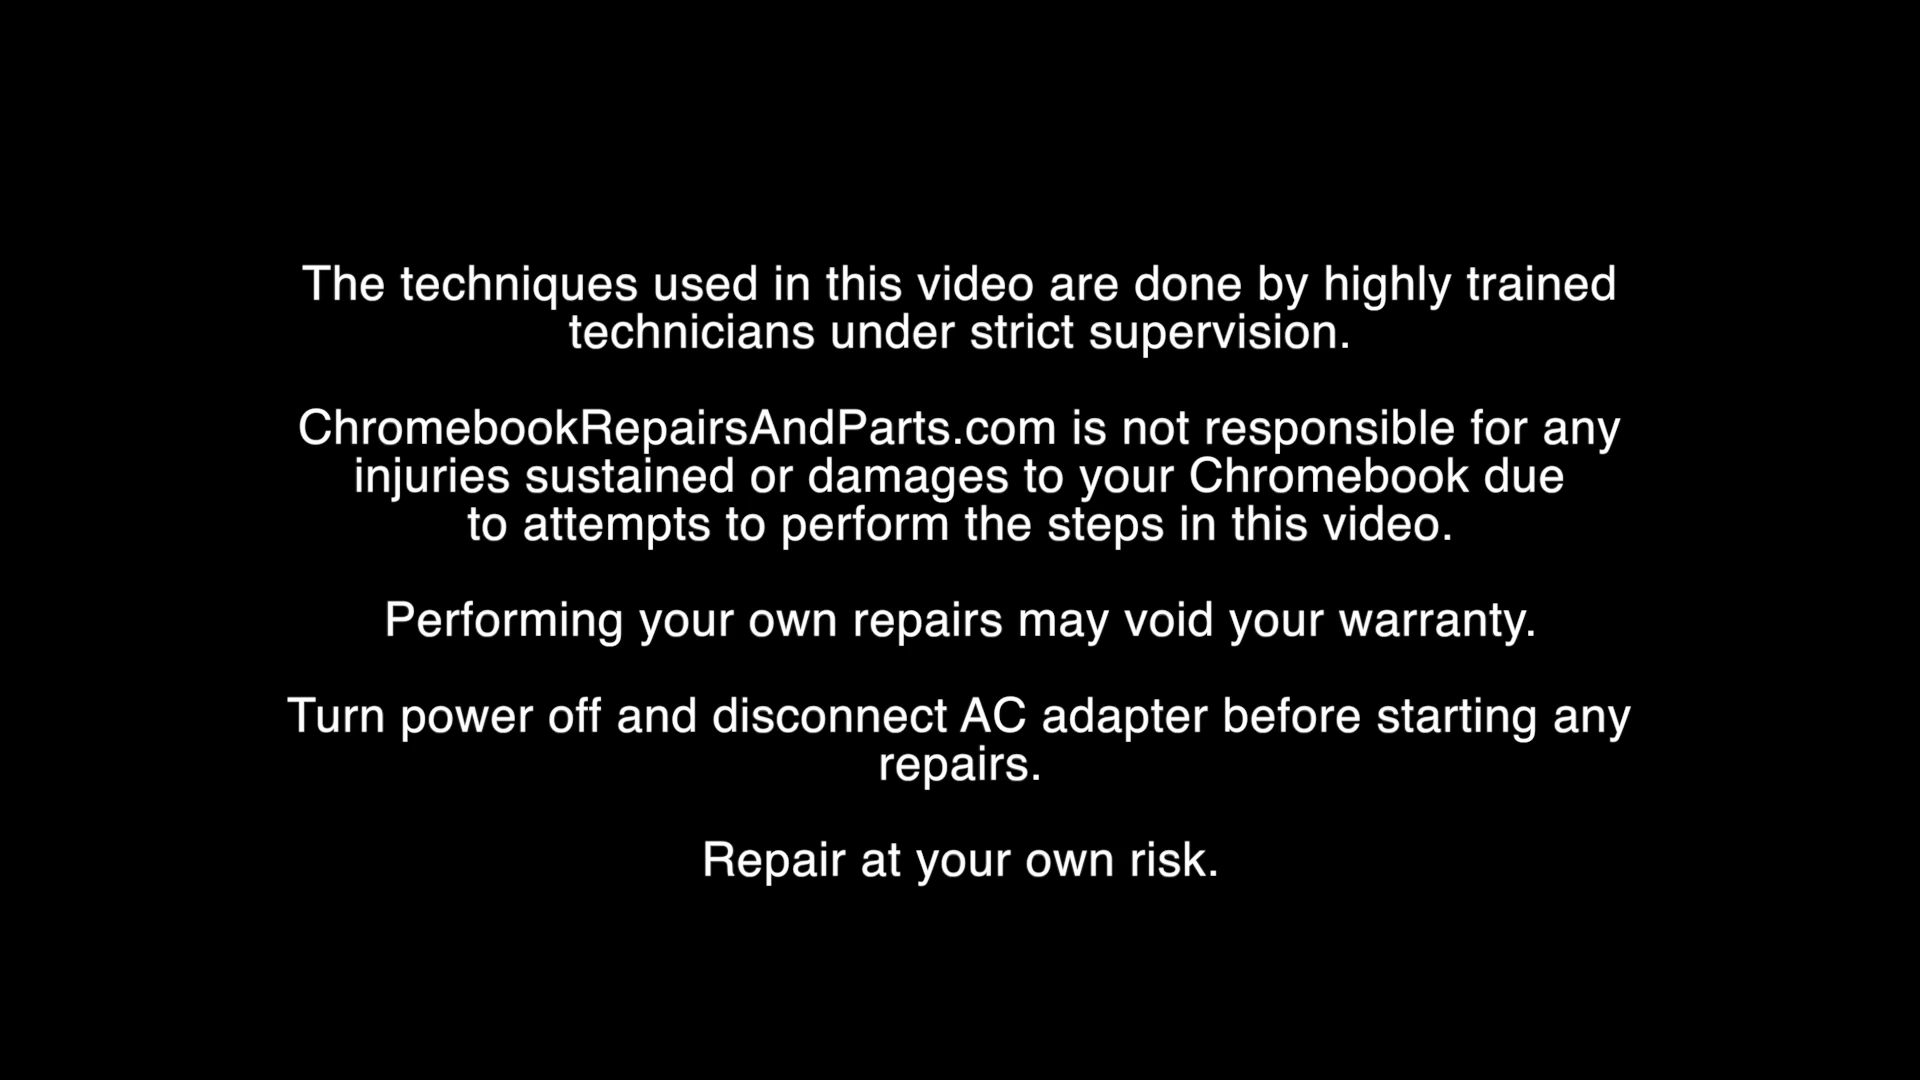 The techniques used in this video are done by highly trained
technicians under strict supervision.
ChromebookRepairsAndParts.com is not responsible for any
injuries sustained or damages to your Chromebook due
to attempts to perform the steps in this video.
Performing your own repairs may void your warranty.
Turn power off and disconnect AC adapter before starting any
repairs.
Repair at your own risk.